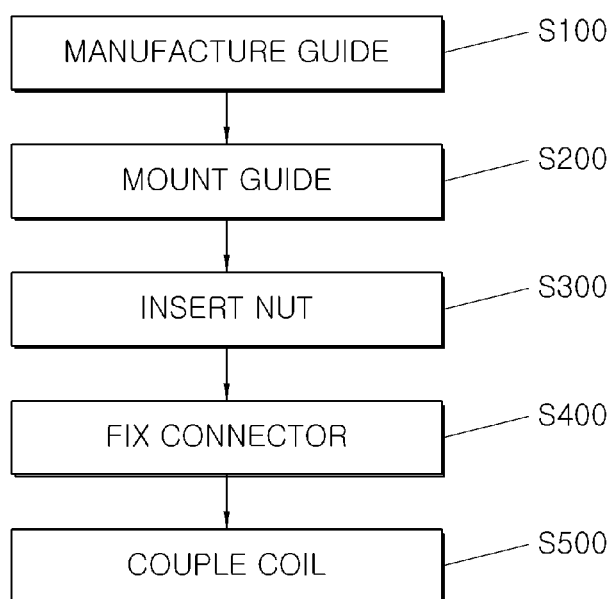 MANUFACTURE GUIDE S100
MOUNT GUIDE S200
INSERT NUT S300
FIX CONNECTOR S400
COUPLE COIL S500